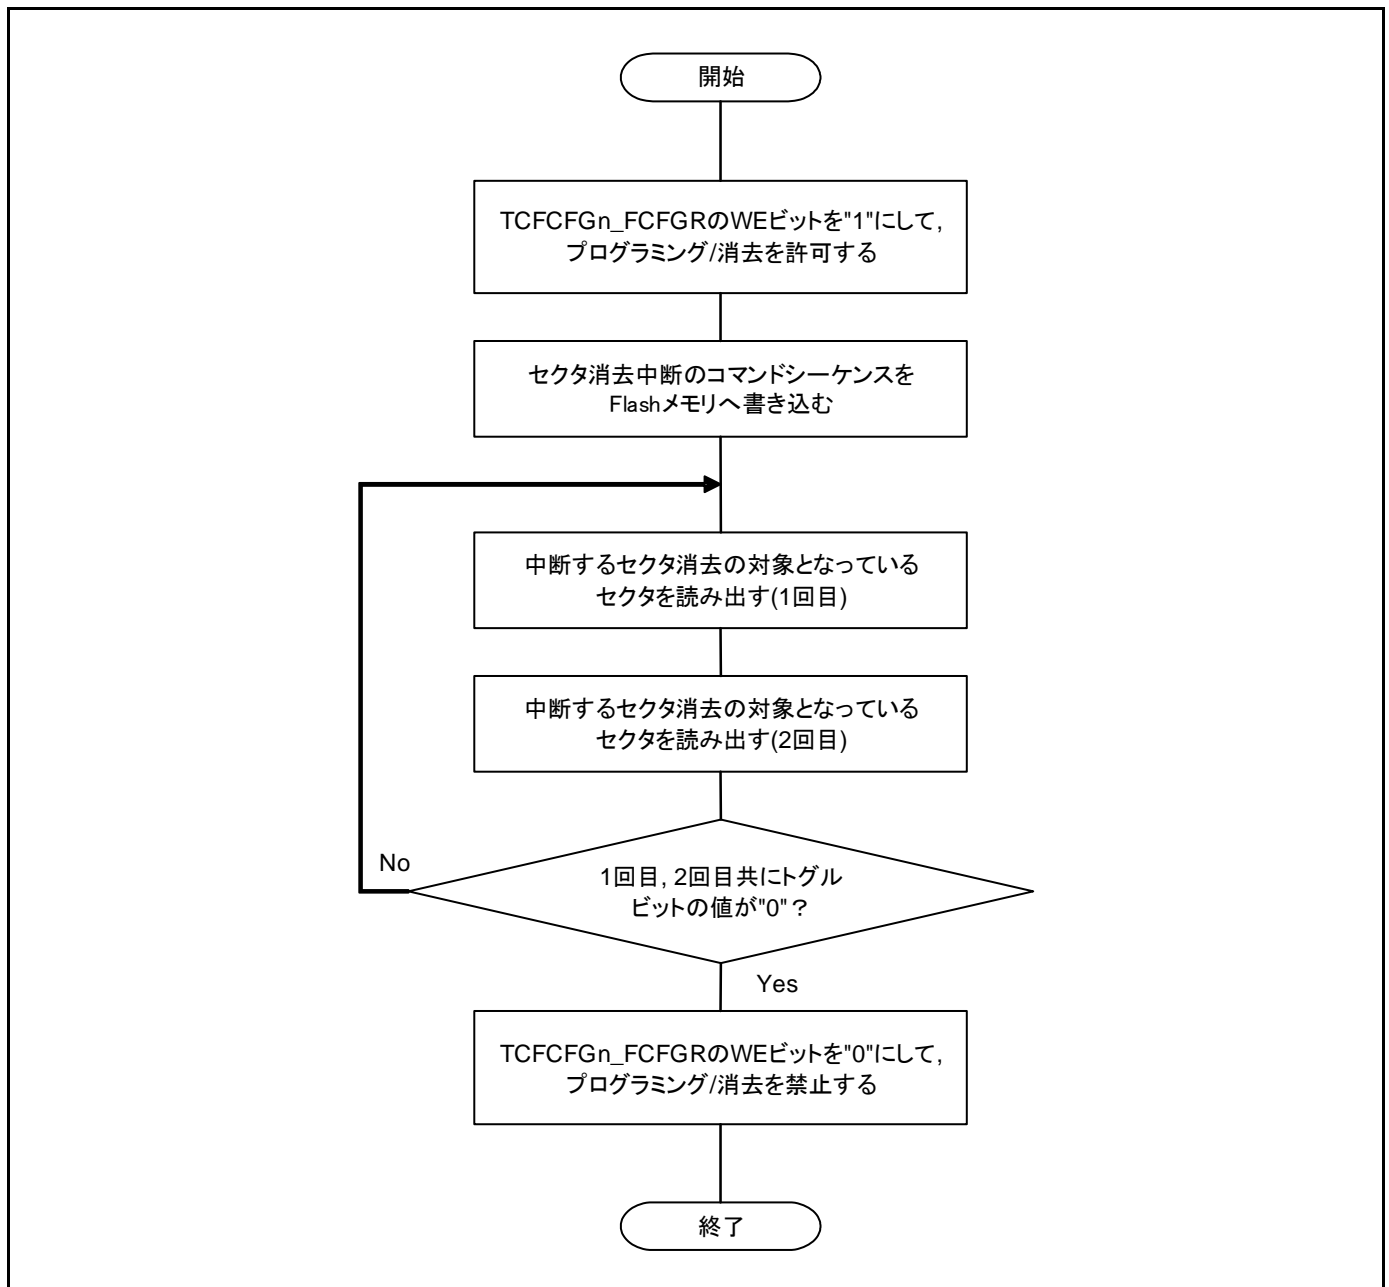 開始
TCFCFGn_FCFGRのWEビットを"1"にして,
プログラミング/消去を許可する
セクタ消去中断のコマンドシーケンスを
Flashメモリへ書き込む
中断するセクタ消去の対象となっている
セクタを読み出す(1回目)
中断するセクタ消去の対象となっている
セクタを読み出す(2回目)
No
1回目, 2回目共にトグル
ビットの値が"0"？
Yes
TCFCFGn_FCFGRのWEビットを"0"にして,
プログラミング/消去を禁止する
終了